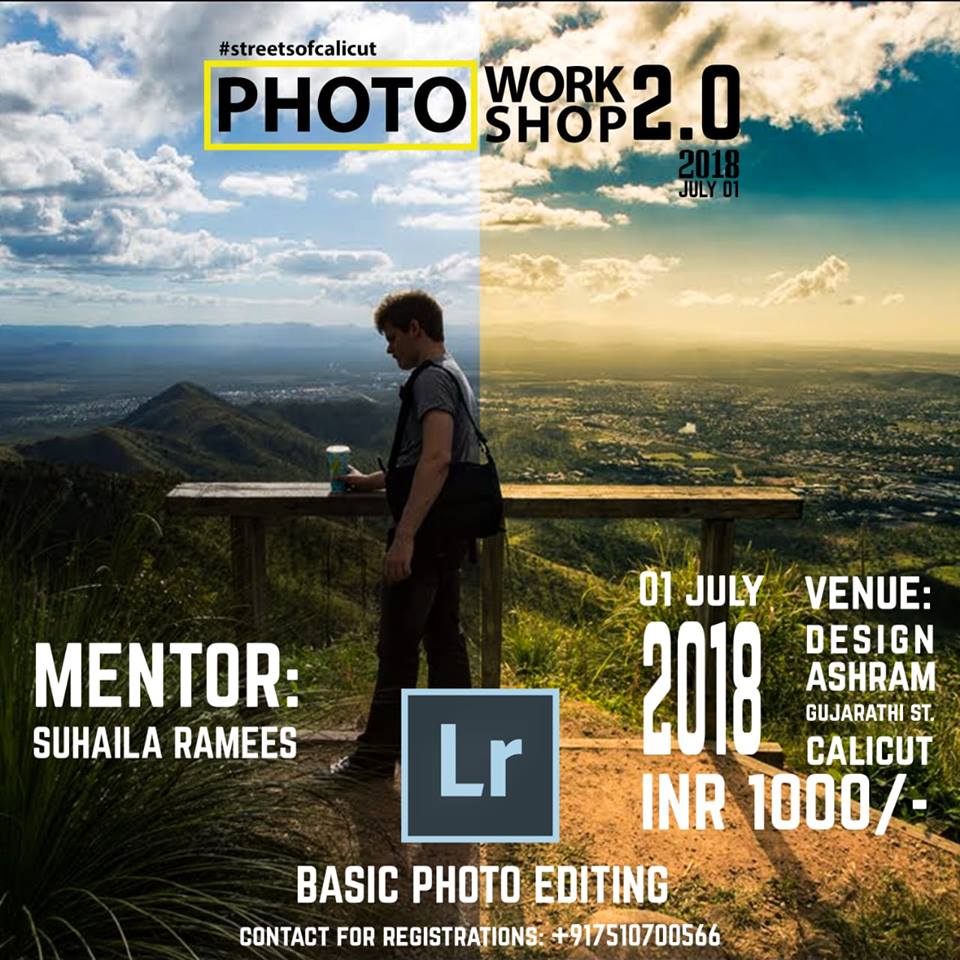 #streetsofcalicut
PHOTO WORK SHOP 2.0
2018
JULY 01
MENTOR:
SUHAILA RAMEES
01 JULY
2018
INR 1000/-
VENUE:
DESIGN
ASHRAM
GUJARATHI ST.
CALICUT
Lr
BASIC PHOTO EDITING
CONTACT FOR REGISTRATIONS: +917510700566